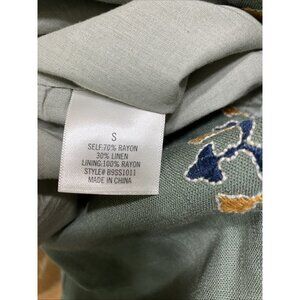 S
SELF:70% RAYON
30% LINEN
LINING:100% RAYON
STYLE# B9SS1011
MADE IN CHINA